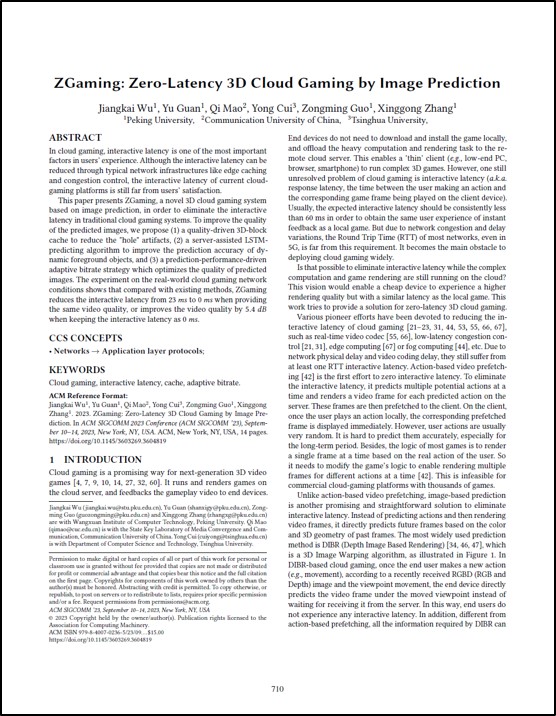 ZGaming: Zero-Latency 3D Cloud Gaming by Image Prediction
Jiangkai Wu1, Yu Guan1, Qi Mao2, Yong Cui3, Zongming Guo1, Xinggong Zhang1
1Peking University, 2Communication University of China, 3Tsinghua University,
ABSTRACT
In cloud gaming, interactive latency is one of the most important
factors in users' experience. Although the interactive latency can be
reduced through typical network infrastructures like edge caching
and congestion control, the interactive latency of current cloud-
gaming platforms is still far from users' satisfaction.
This paper presents ZGaming, a novel 3D cloud gaming system
based on image prediction, in order to eliminate the interactive
latency in traditional cloud gaming systems. To improve the quality
of the predicted images, we propose (1) a quality-driven 3D-block
cache to reduce the "hole" artifacts, (2) a server-assisted LSTM-
predicting algorithm to improve the prediction accuracy of dy-
namic foreground objects, and (3) a prediction-performance-driven
adaptive bitrate strategy which optimizes the quality of predicted
images. The experiment on the real-world cloud gaming network
conditions shows that compared with existing methods, ZGaming
reduces the interactive latency from 23 ms to 0 ms when providing
the same video quality, or improves the video quality by 5.4 dB
when keeping the interactive latency as 0 ms.
CCS CONCEPTS
• Networks → Application layer protocols;
KEYWORDS
Cloud gaming, interactive latency, cache, adaptive bitrate.
ACM Reference Format:
Jiangkai Wu1, Yu Guan1, Qi Mao2, Yong Cui3, Zongming Guo1, Xinggong
Zhang1. 2023. ZGaming: Zero-Latency 3D Cloud Gaming by Image Pre-
diction. In ACM SIGCOMM 2023 Conference (ACM SIGCOMM '23), Septem-
ber 10–14, 2023, New York, NY, USA. ACM, New York, NY, USA, 14 pages.
https://doi.org/10.1145/3603269.3604819
1 INTRODUCTION
Cloud gaming is a promising way for next-generation 3D video
games [4, 7, 9, 10, 14, 27, 32, 60]. It runs and renders games on
the cloud server, and feedbacks the gameplay video to end devices.
Jiangkai Wu (jiangkai.wu@stu.pku.edu.cn), Yu Guan (shanxigy@pku.edu.cn), Zong-
ming Guo (guozongming@pku.edu.cn) and Xinggong Zhang (zhangxg@pku.edu.cn)
are with Wangxuan Institute of Computer Technology, Peking University. Qi Mao
(qimao@cuc.edu.cn) is with the State Key Laboratory of Media Convergence and Com-
munication, Communication University of China. Yong Cui (cuiyong@tsinghua.edu.cn)
is with Department of Computer Science and Technology, Tsinghua University.
Permission to make digital or hard copies of all or part of this work for personal or
classroom use is granted without fee provided that copies are not made or distributed
for profit or commercial advantage and that copies bear this notice and the full citation
on the first page. Copyrights for components of this work owned by others than the
author(s) must be honored. Abstracting with credit is permitted. To copy otherwise, or
republish, to post on servers or to redistribute to lists, requires prior specific permission
and/or a fee. Request permissions from permissions@acm.org.
ACM SIGCOMM '23, September 10–14, 2023, New York, NY, USA
© 2023 Copyright held by the owner/author(s). Publication rights licensed to the
Association for Computing Machinery.
ACM ISBN 979-8-4007-0236-5/23/09...$15.00
https://doi.org/10.1145/3603269.3604819
End devices do not need to download and install the game locally,
and offload the heavy computation and rendering task to the re-
mote cloud server. This enables a 'thin' client (e.g., low-end PC,
browser, smartphone) to run complex 3D games. However, one still
unresolved problem of cloud gaming is interactive latency (a.k.a.
response latency, the time between the user making an action and
the corresponding game frame being played on the client device).
Usually, the expected interactive latency should be consistently less
than 60 ms in order to obtain the same user experience of instant
feedback as a local game. But due to network congestion and delay
variations, the Round Trip Time (RTT) of most networks, even in
5G, is far from this requirement. It becomes the main obstacle to
deploying cloud gaming widely.
Is that possible to eliminate interactive latency while the complex
computation and game rendering are still running on the cloud?
This vision would enable a cheap device to experience a higher
rendering quality but with a similar latency as the local game. This
work tries to provide a solution for zero-latency 3D cloud gaming.
Various pioneer efforts have been devoted to reducing the in-
teractive latency of cloud gaming [21–23, 31, 44, 53, 55, 66, 67],
such as real-time video codec [55, 66], low-latency congestion con-
trol [21, 31], edge computing [67] or fog computing [44], etc. Due to
network physical delay and video coding delay, they still suffer from
at least one RTT interactive latency. Action-based video prefetch-
ing [42] is the first effort to zero interactive latency. To eliminate
the interactive latency, it predicts multiple potential actions at a
time and renders a video frame for each predicted action on the
server. These frames are then prefetched to the client. On the client,
once the user plays an action locally, the corresponding prefetched
frame is displayed immediately. However, user actions are usually
very random. It is hard to predict them accurately, especially for
the long-term period. Besides, the logic of most games is to render
a single frame at a time based on the real action of the user. So
it needs to modify the game's logic to enable rendering multiple
frames for different actions at a time [42]. This is infeasible for
commercial cloud-gaming platforms with thousands of games.
Unlike action-based video prefetching, image-based prediction
is another promising and straightforward solution to eliminate
interactive latency. Instead of predicting actions and then rendering
video frames, it directly predicts future frames based on the color
and 3D geometry of past frames. The most widely used prediction
method is DIBR (Depth Image Based Rendering) [34, 46, 47], which
is a 3D Image Warping algorithm, as illustrated in Figure 1. In
DIBR-based cloud gaming, once the end user makes a new action
(e.g., movement), according to a recently received RGBD (RGB and
Depth) image and the viewpoint movement, the end device directly
predicts the video frame under the moved viewpoint instead of
waiting for receiving it from the server. In this way, end users do
not experience any interactive latency. In addition, different from
action-based prefetching, all the information required by DIBR can
710